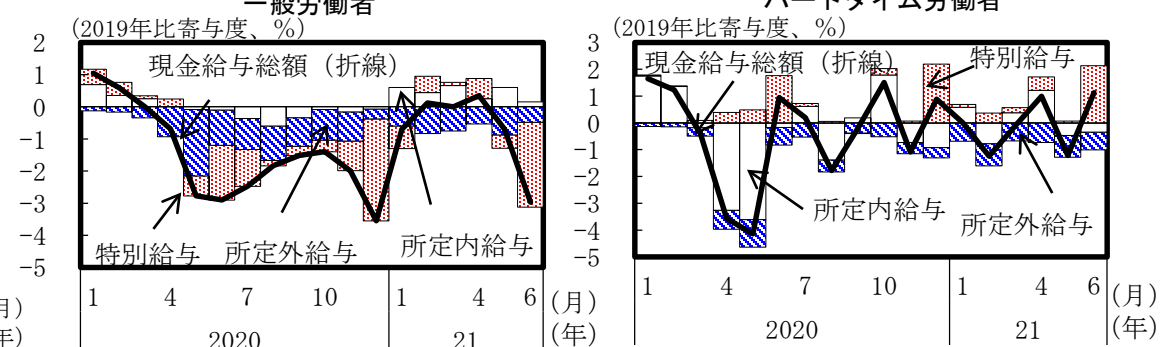 一般労働者
(2019年比寄与度、%)
2
1
0
−1
−2
−3
−4
−5
現金給与総額（折線）
特別給与
所定外給与
所定内給与
1 4 7 10 1 4 6 (月)
2020 21 (年)
月)
年)
パートタイム労働者
(2019年比寄与度、%)
3
2
1
0
−1
−2
−3
−4
−5
現金給与総額（折線）
特別給与
所定内給与
所定外給与
1 4 7 10 1 4 6 (月)
2020 21 (年)